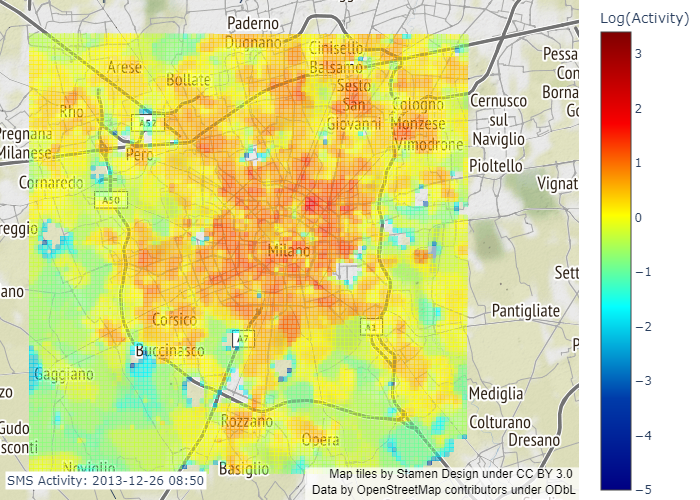 Log(Activity)
3
2
1
0
−1
−2
−3
−4
−5
Paderno
Dugnano
Cinisello
Balsamo
Arese
Bollate
Sesto
San
Giovanni
Cologno
Monzese
Vimodrone
Cernusco
sul
Naviglio
Pioltello
Vignat
Pessa
Con
Borna
Go
Rho
A52
Pregnana
Milanese
Pero
Cornaredo
A50
reggio
Milano
Sett
ano
Pantigliate
Corsico
A1
A7
P
Buccinasco
Gaggiano
zo
Mediglia
Rozzano
Colturano
Dresano
Gudo
sconti
Opera
Noviglio
Basiglio
SMS Activity: 2013-12-26 08:50
Map tiles by Stamen Design under CC BY 3.0
Data by OpenStreetMap contributors under ODbL